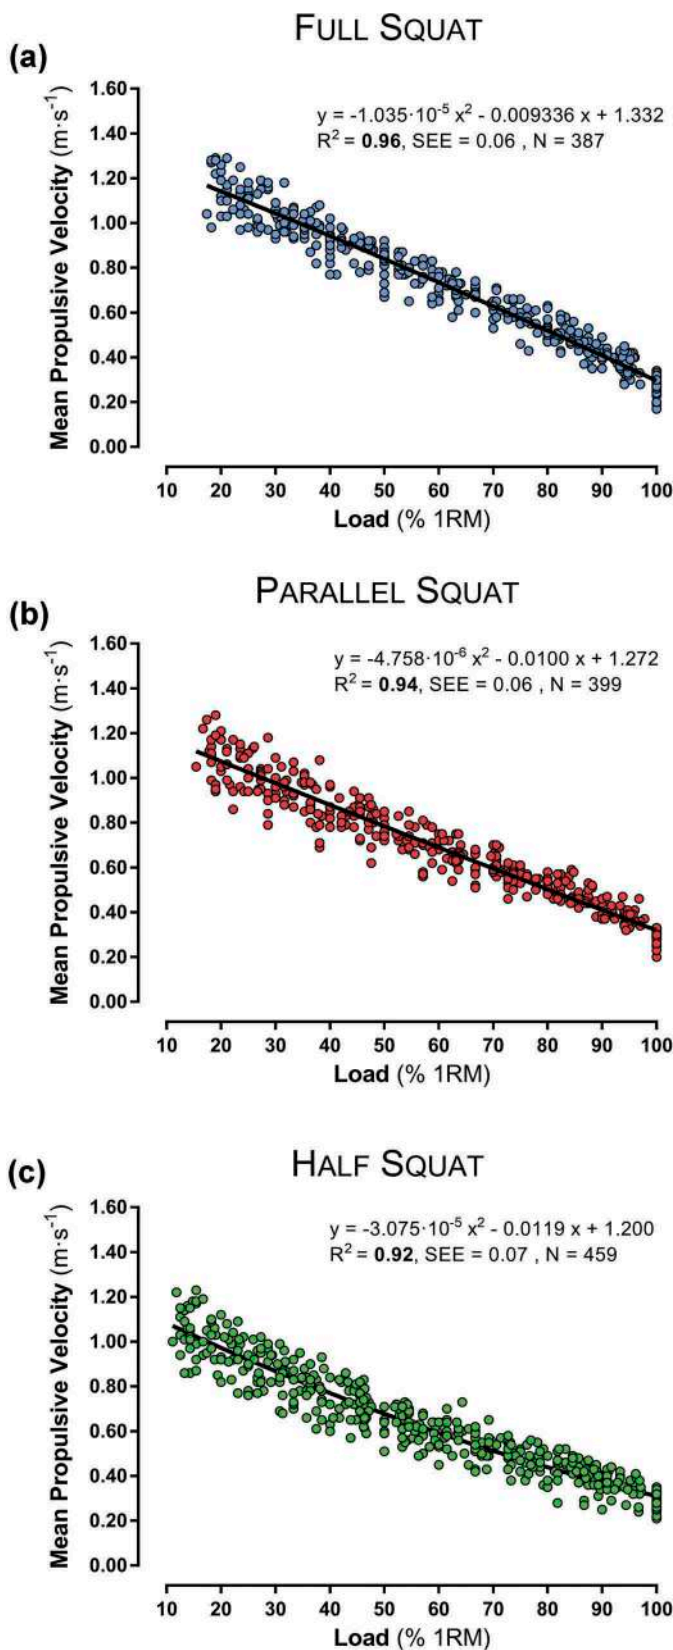 FULL SQUAT
(a)
1.60
y = -1.035·10⁻⁵ x² - 0.009336 x + 1.332
R² = 0.96, SEE = 0.06 , N = 387
1.40
1.20
1.00
0.80
0.60
0.40
0.20
0.00
Mean Propulsive Velocity (m·s⁻¹)
10 20 30 40 50 60 70 80 90 100
Load (% 1RM)
PARALLEL SQUAT
(b)
1.60
y = -4.758·10⁻⁶ x² - 0.0100 x + 1.272
R² = 0.94, SEE = 0.06 , N = 399
1.40
1.20
1.00
0.80
0.60
0.40
0.20
0.00
Mean Propulsive Velocity (m·s⁻¹)
10 20 30 40 50 60 70 80 90 100
Load (% 1RM)
HALF SQUAT
(c)
1.60
y = -3.075·10⁻⁵ x² - 0.0119 x + 1.200
R² = 0.92, SEE = 0.07 , N = 459
1.40
1.20
1.00
0.80
0.60
0.40
0.20
0.00
Mean Propulsive Velocity (m·s⁻¹)
10 20 30 40 50 60 70 80 90 100
Load (% 1RM)